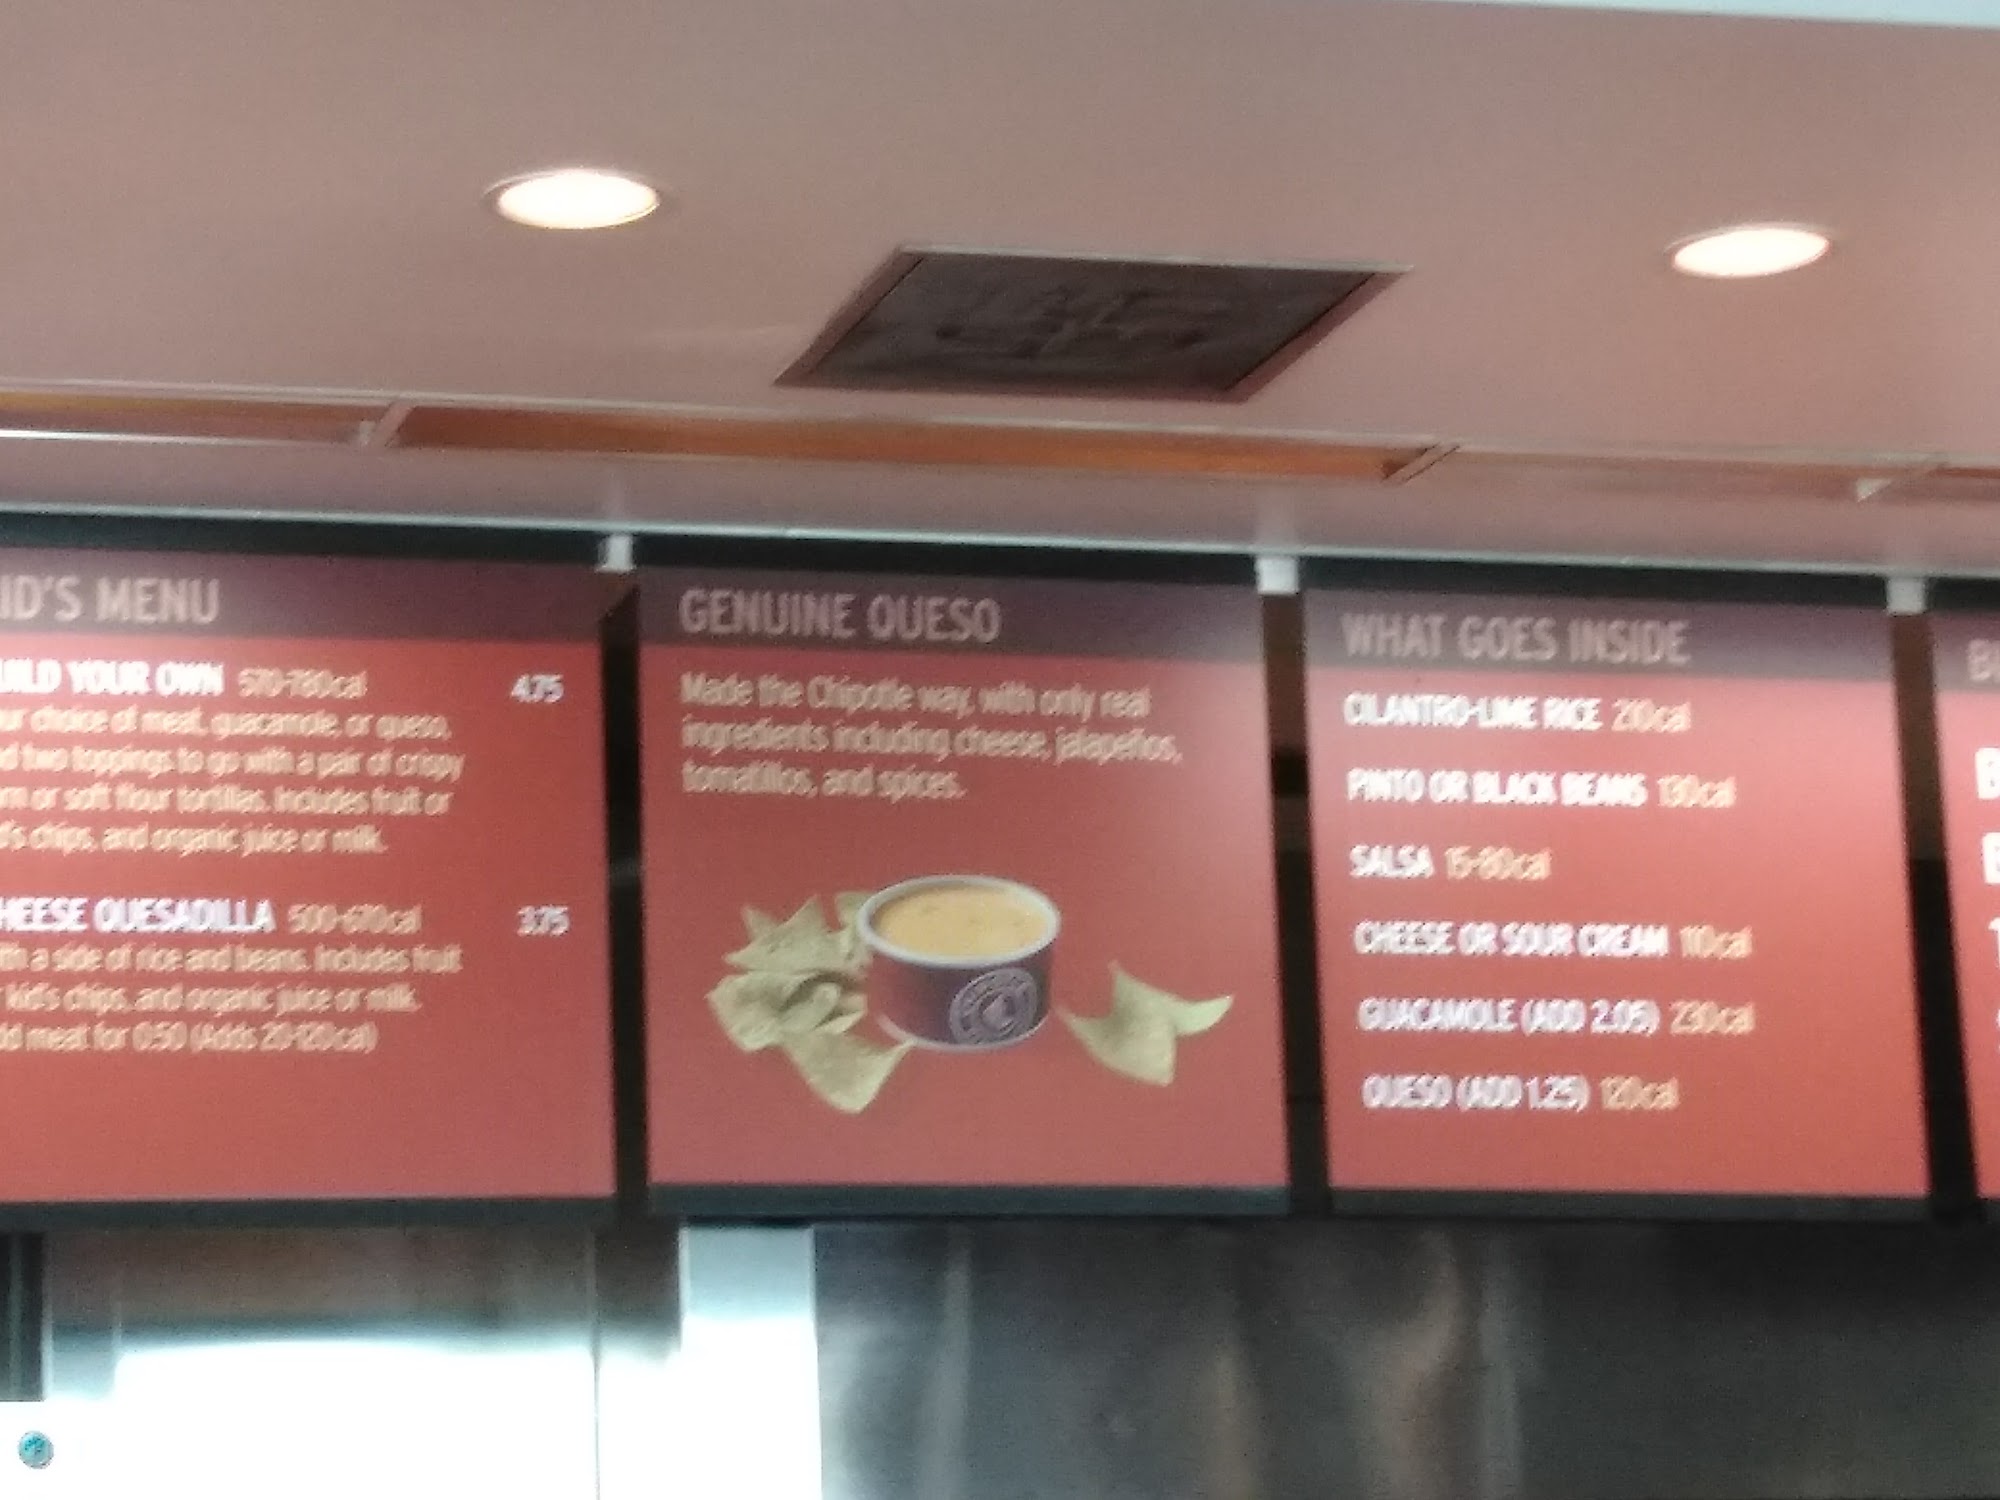 ID'S MENU
UILD YOUR OWN 570-780cal 4.75
ur choice of meat, guacamole, or queso,
d two toppings to go with a pair of crispy
rn or soft flour tortillas. Includes fruit or
d's chips, and organic juice or milk.
HEESE QUESADILLA 500-670cal 3.75
th a side of rice and beans. Includes fruit
kid's chips, and organic juice or milk.
dd meat for 0.50 (Adds 20-120cal)
GENUINE QUESO
Made the Chipotle way, with only real
ingredients including cheese, jalapeños,
tomatillos, and spices.
WHAT GOES INSIDE
CILANTRO-LIME RICE 210cal
PINTO OR BLACK BEANS 130cal
SALSA 15-80cal
CHEESE OR SOUR CREAM 110cal
GUACAMOLE (ADD 2.05) 230cal
QUESO (ADD 1.25) 120cal